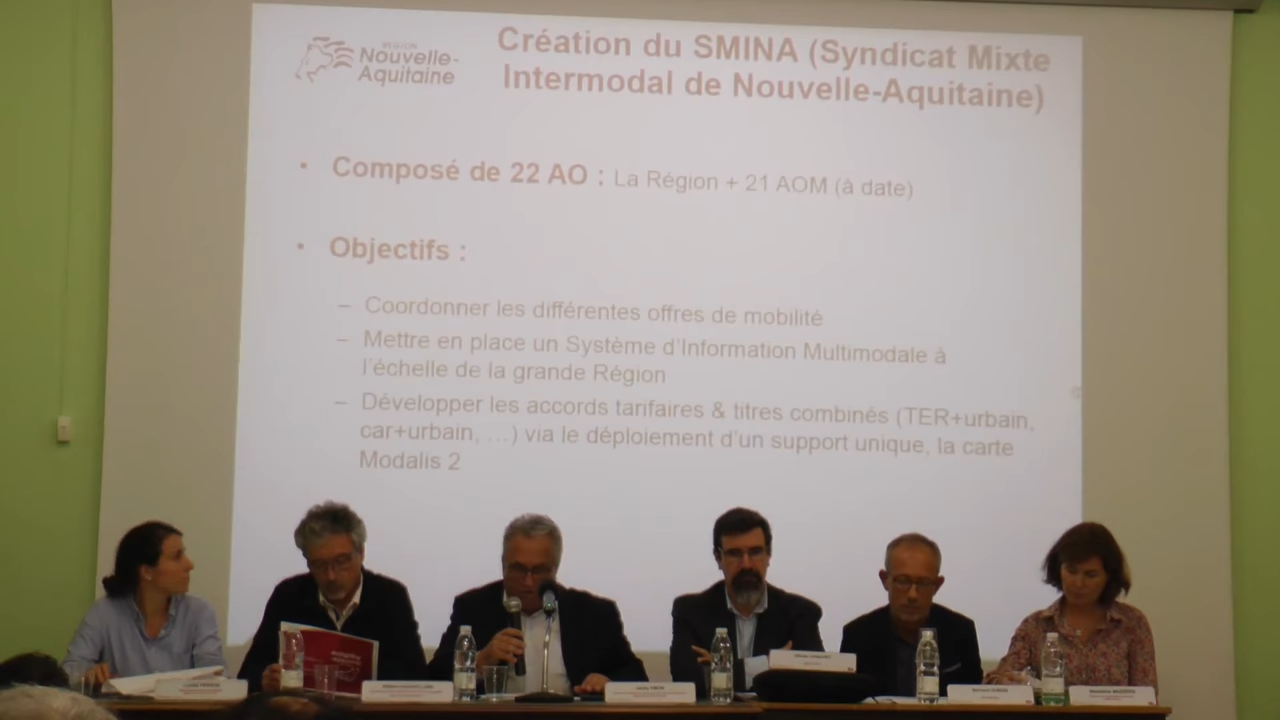 RÉGION
Nouvelle-
Aquitaine
Création du SMINA (Syndicat Mixte
Intermodal de Nouvelle-Aquitaine)
• Composé de 22 AO : La Région + 21 AOM (à date)
• Objectifs :
– Coordonner les différentes offres de mobilité
– Mettre en place un Système d'Information Multimodale à
l'échelle de la grande Région
– Développer les accords tarifaires & titres combinés (TER+urbain,
car+urbain, …) via le déploiement d'un support unique, la carte
Modalis 2